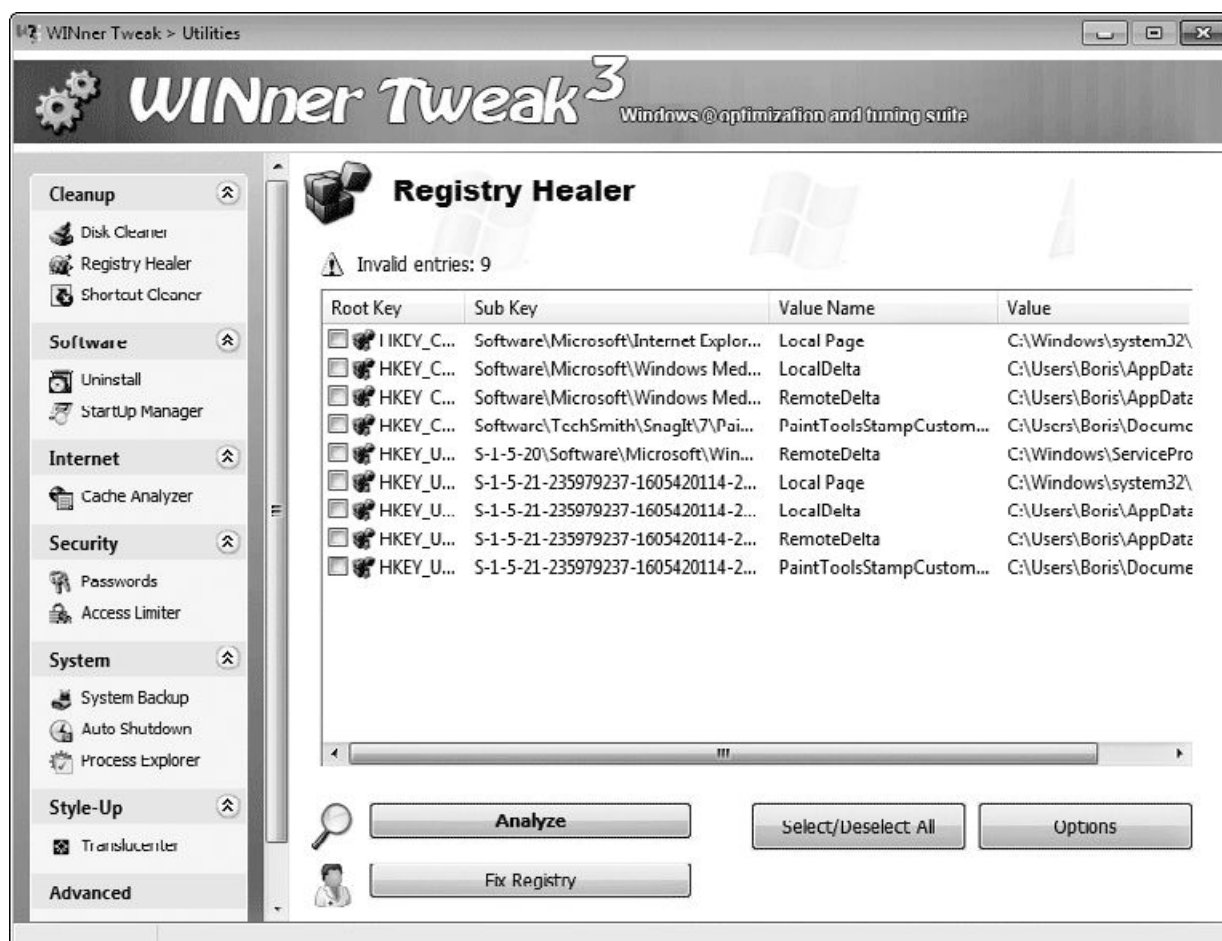 WINner Tweak > Utilities
WINner Tweak 3 Windows®optimization and tuning suite
Cleanup
Disk Cleaner
Registry Healer
Shortcut Cleaner
Software
Uninstall
StartUp Manager
Internet
Cache Analyzer
Security
Passwords
Access Limiter
System
System Backup
Auto Shutdown
Process Explorer
Style-Up
Translucenter
Advanced
Registry Healer
Invalid entries: 9
Root Key Sub Key Value Name Value
HKEY_C... Software\Microsoft\Internet Explor... Local Page C:\Windows\system32\
HKEY_C... Software\Microsoft\Windows Med... LocalDelta C:\Users\Boris\AppData
HKEY_C... Software\Microsoft\Windows Med... RemoteDelta C:\Users\Boris\AppData
HKEY_C... Software\TechSmith\SnagIt\7\Pai... PaintToolsStampCustom... C:\Users\Boris\Docume
HKEY_U... S-1-5-20\Software\Microsoft\Win... RemoteDelta C:\Windows\ServicePro
HKEY_U... S-1-5-21-235979237-1605420114-2... Local Page C:\Windows\system32\
HKEY_U... S-1-5-21-235979237-1605420114-2... LocalDelta C:\Users\Boris\AppData
HKEY_U... S-1-5-21-235979237-1605420114-2... RemoteDelta C:\Users\Boris\AppData
HKEY_U... S-1-5-21-235979237-1605420114-2... PaintToolsStampCustom... C:\Users\Boris\Docume
Analyze
Select/Deselect All
Options
Fix Registry